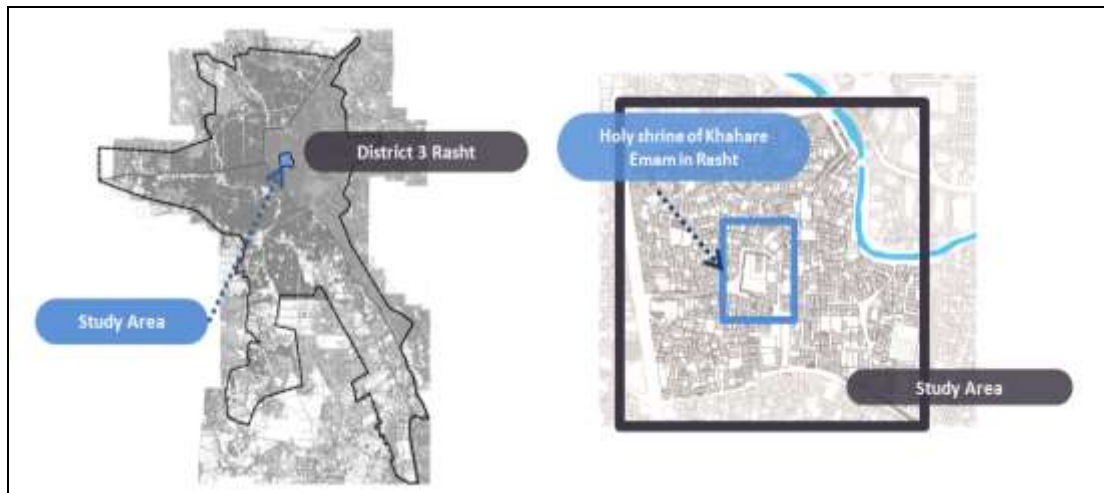 District 3 Rasht
Study Area
Holy shrine of Khahare
Emam in Rasht
Study Area